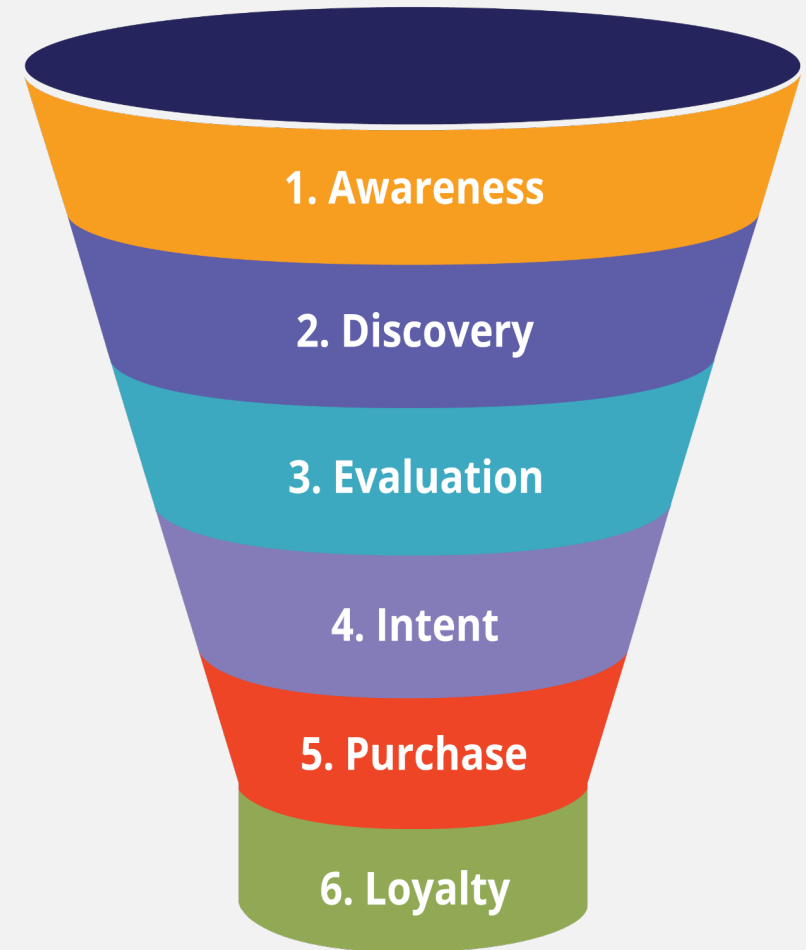 1. Awareness
2. Discovery
3. Evaluation
4. Intent
5. Purchase
6. Loyalty